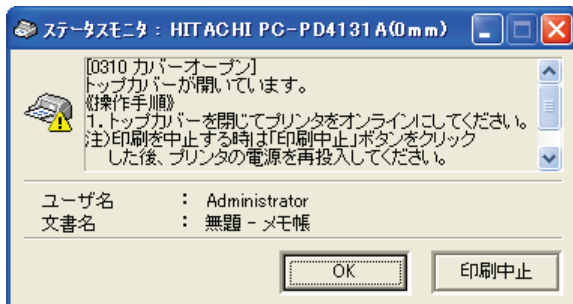 ステータスモニタ : HITACHI PC-PD4131A(0mm)
[0310 カバーオープン]
トップカバーが開いています。
《操作手順》
1. トップカバーを閉じてプリンタをオンラインにしてください。
注)印刷を中止する時は「印刷中止」ボタンをクリック
した後、プリンタの電源を再投入してください。
ユーザ名 : Administrator
文書名 : 無題 - メモ帳
OK 印刷中止